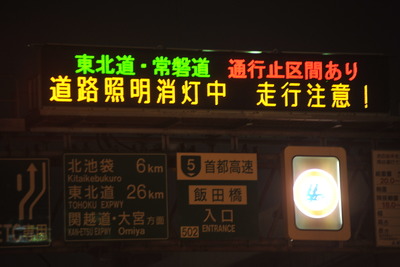 東北道・常磐道 通行止区間あり
道路照明消灯中 走行注意!
北池袋 6km
Kitaikebukuro
東北道 26km
TOHOKU EXPWY
関越道・大宮方面
KAN-ETSU EXPWY Omiya
5 首都高速
飯田橋
入口
502 ENTRANCE